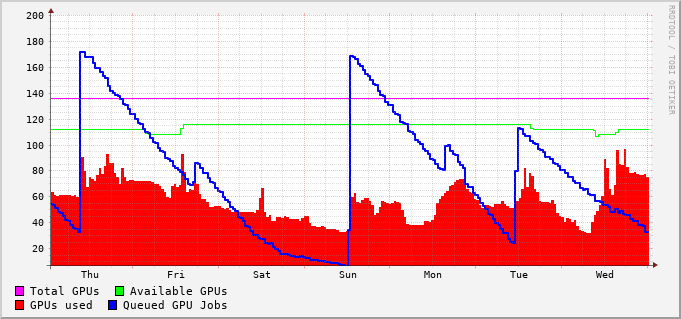 200
180
160
140
120
100
80
60
40
20
Thu Fri Sat Sun Mon Tue Wed
Total GPUs Available GPUs
GPUs used Queued GPU Jobs
RRDTOOL / TOBI OETIKER